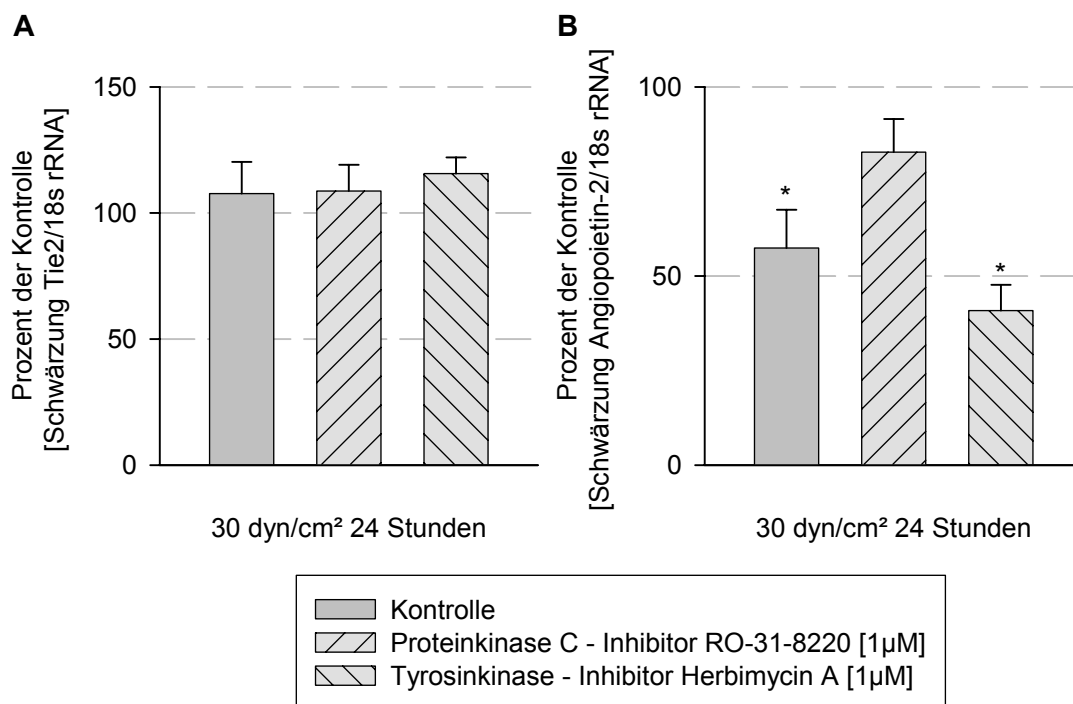 A
Prozent der Kontrolle
[Schwärzung Tie2/18s rRNA]
150
100
50
0
30 dyn/cm² 24 Stunden
B
Prozent der Kontrolle
[Schwärzung Angiopoietin-2/18s rRNA]
100
50
0
*
*
30 dyn/cm² 24 Stunden
Kontrolle
Proteinkinase C - Inhibitor RO-31-8220 [1µM]
Tyrosinkinase - Inhibitor Herbimycin A [1µM]